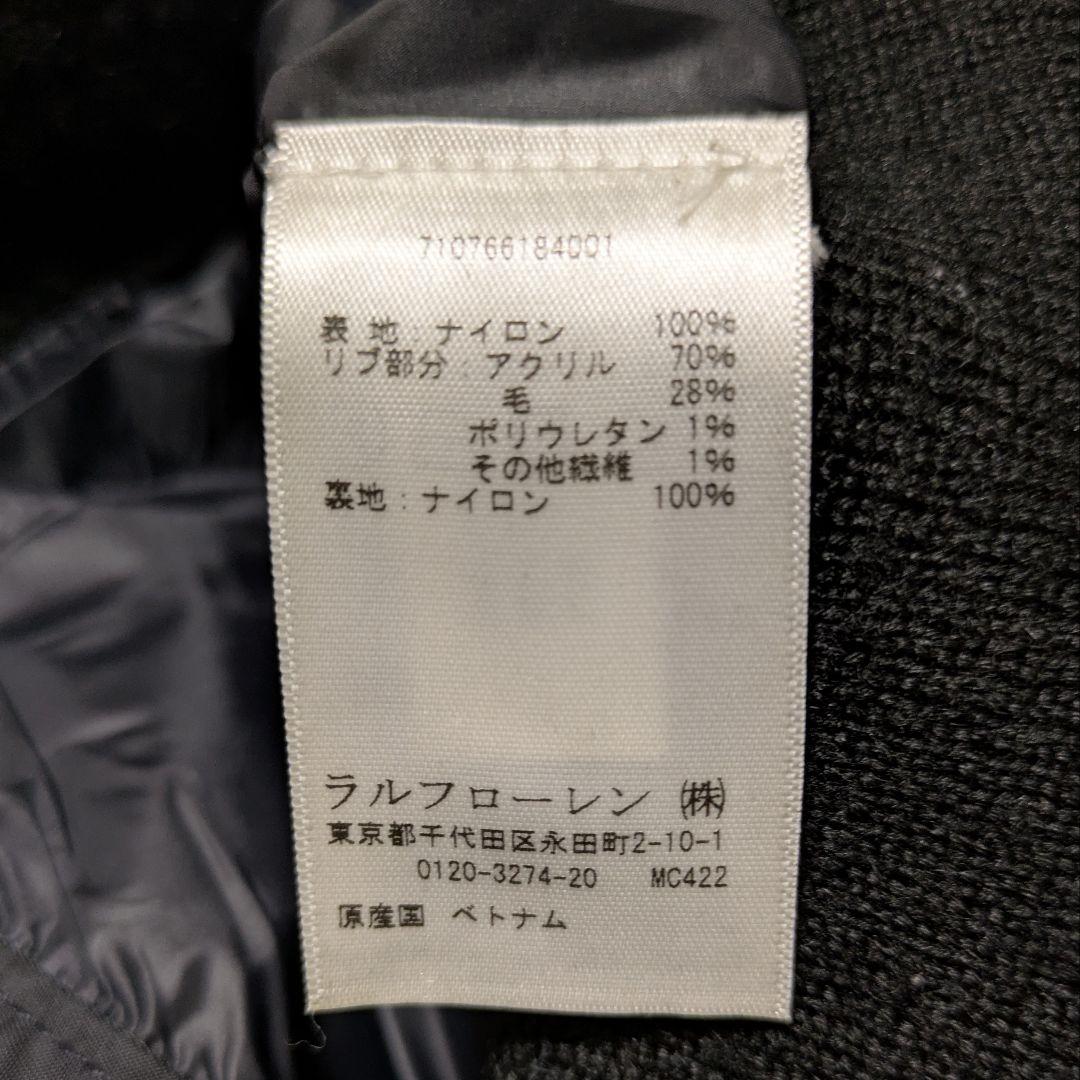 710766184001
表 地 : ナイロン 100%
リブ部分 : アクリル 70%
毛 28%
ポリウレタン 1%
その他繊維 1%
裏地 : ナイロン 100%
ラルフローレン ㈱
東京都千代田区永田町2-10-1
0120-3274-20 MC422
原産国 ベトナム